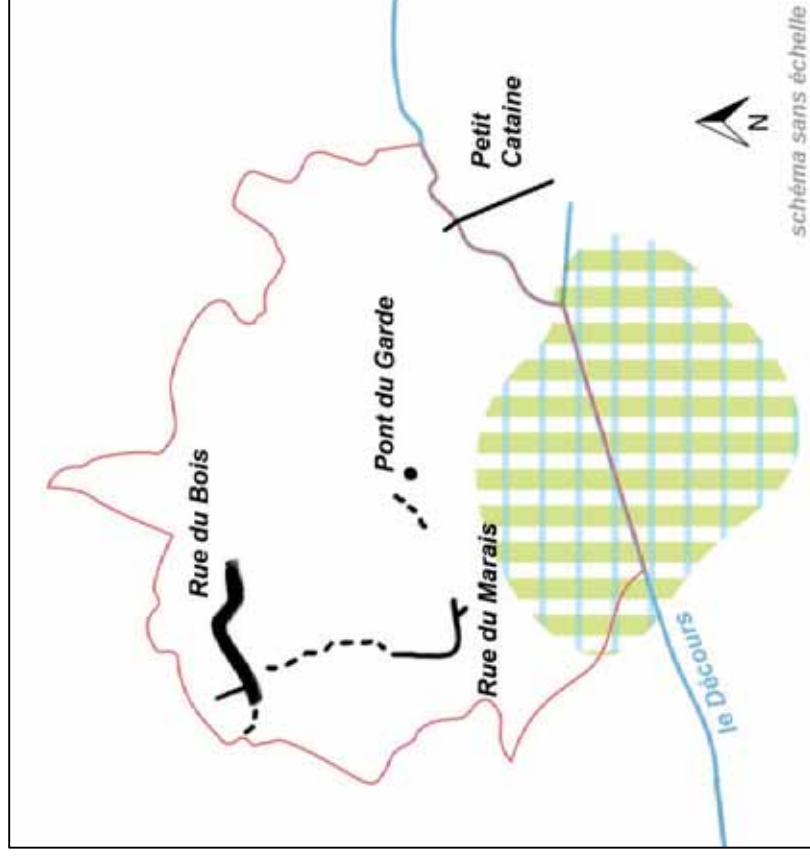 Rue du Bois
Pont du Garde
Petit
Cataine
Rue du Marais
le Décours
N
schéma sans échelle